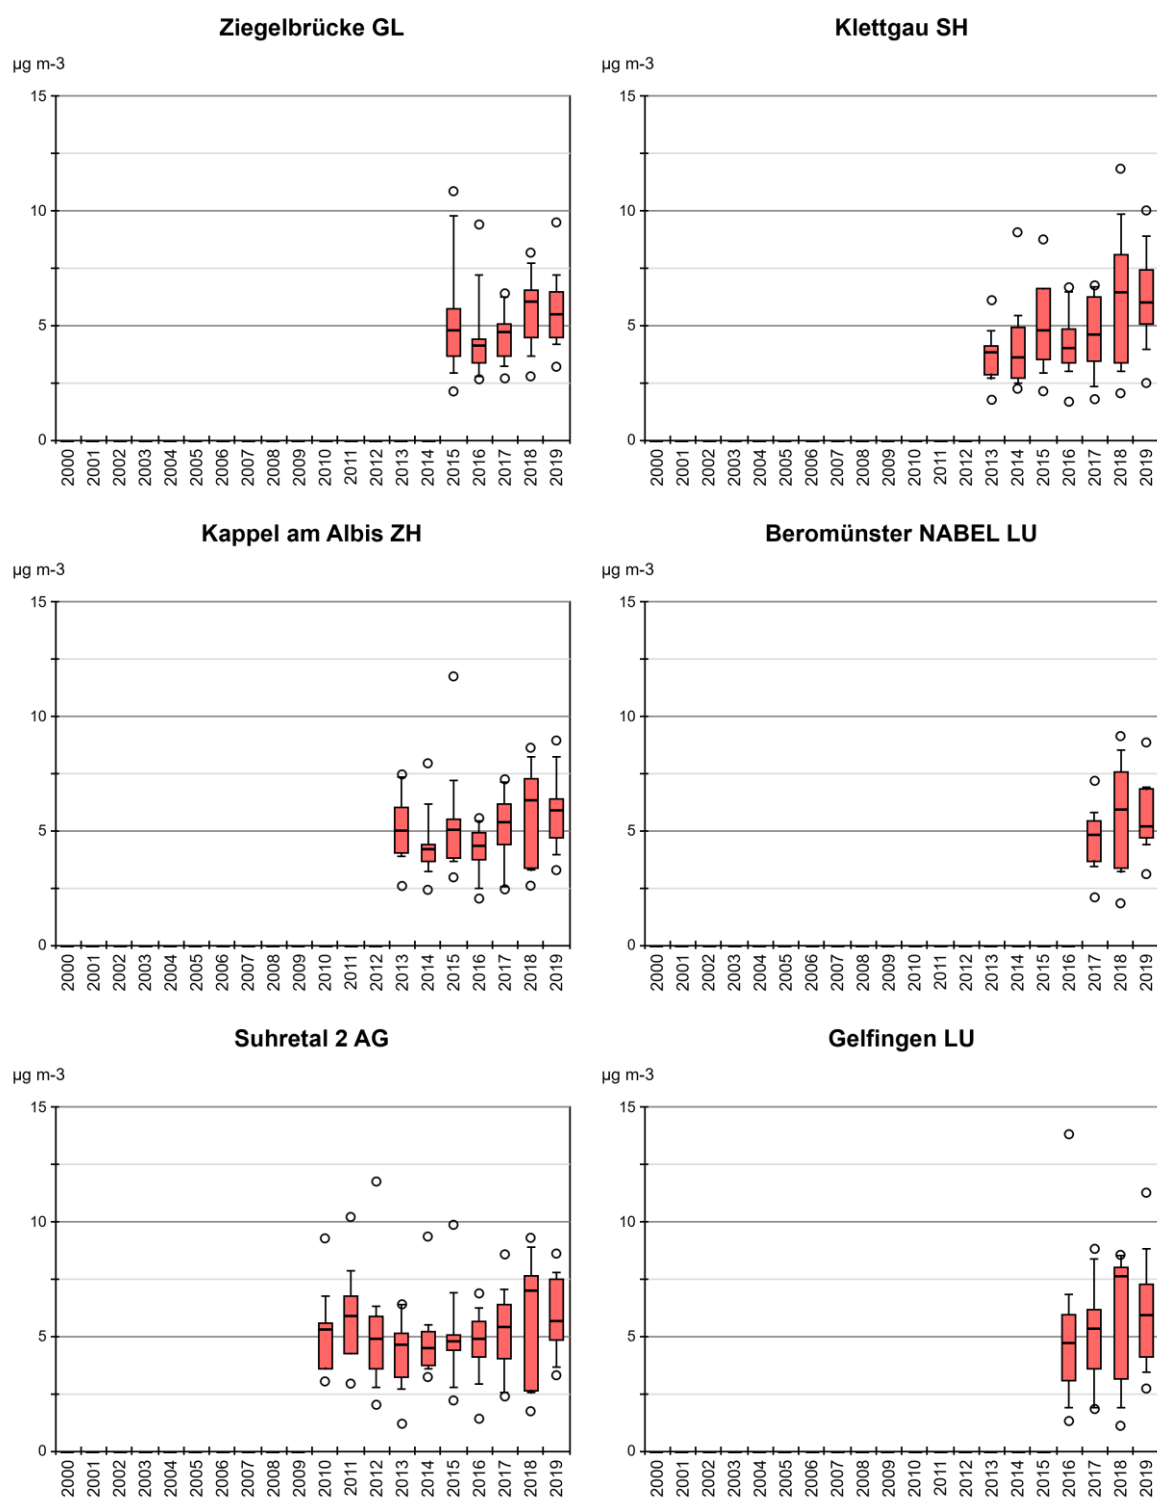 Ziegelbrücke GL
µg m-3
15
10
5
0
2000 2001 2002 2003 2004 2005 2006 2007 2008 2009 2010 2011 2012 2013 2014 2015 2016 2017 2018 2019
Klettgau SH
µg m-3
15
10
5
0
2000 2001 2002 2003 2004 2005 2006 2007 2008 2009 2010 2011 2012 2013 2014 2015 2016 2017 2018 2019
Kappel am Albis ZH
µg m-3
15
10
5
0
2000 2001 2002 2003 2004 2005 2006 2007 2008 2009 2010 2011 2012 2013 2014 2015 2016 2017 2018 2019
Beromünster NABEL LU
µg m-3
15
10
5
0
2000 2001 2002 2003 2004 2005 2006 2007 2008 2009 2010 2011 2012 2013 2014 2015 2016 2017 2018 2019
Suhretal 2 AG
µg m-3
15
10
5
0
2000 2001 2002 2003 2004 2005 2006 2007 2008 2009 2010 2011 2012 2013 2014 2015 2016 2017 2018 2019
Gelfingen LU
µg m-3
15
10
5
0
2000 2001 2002 2003 2004 2005 2006 2007 2008 2009 2010 2011 2012 2013 2014 2015 2016 2017 2018 2019